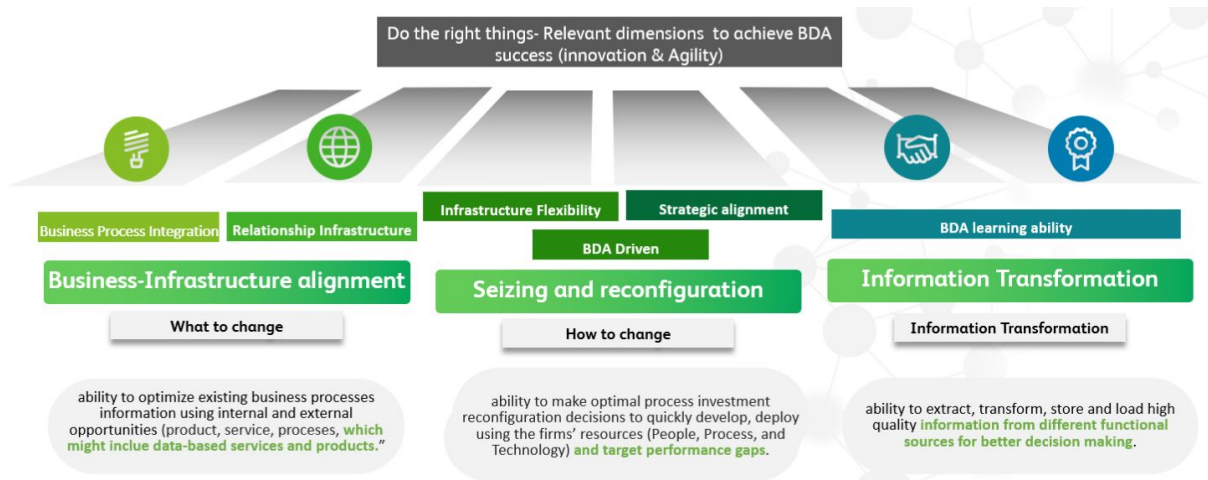 Do the right things- Relevant dimensions  to achieve BDA
success (innovation & Agility)
Business Process Integration
Relationship Infrastructure
Business-Infrastructure alignment
What to change
ability to optimize existing business processes
information using internal and external
opportunities (product, service, proceses, which
might inclue data-based services and products.”
Infrastructure Flexibility
Strategic alignment
BDA Driven
Seizing and reconfiguration
How to change
ability to make optimal process investment
reconfiguration decisions to quickly develop, deploy
using the firms’ resources (People, Process, and
Technology) and target performance gaps.
BDA learning ability
Information Transformation
Information Transformation
ability to extract, transform, store and load high
quality information from different functional
sources for better decision making.